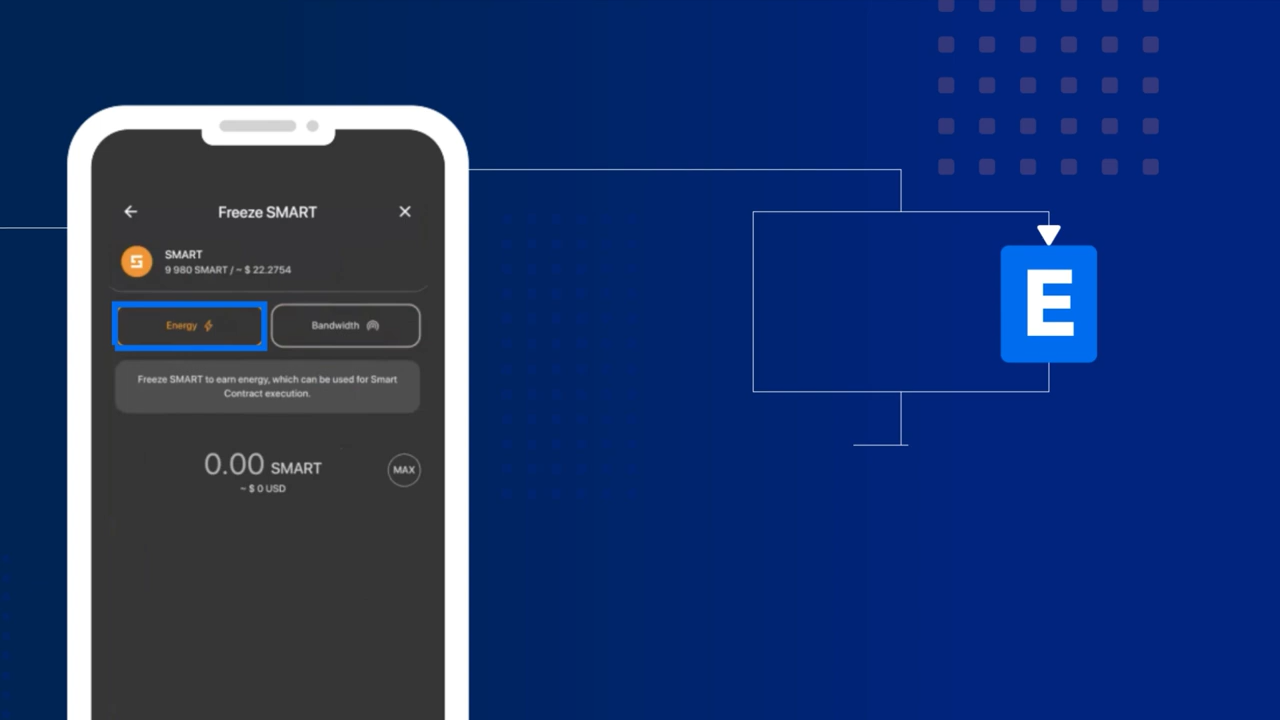 Freeze SMART
SMART
9 980 SMART / ~ $ 22.2754
Energy
Bandwidth
Freeze SMART to earn energy, which can be used for Smart
Contract execution.
0.00 SMART
MAX
~ $ 0 USD
E